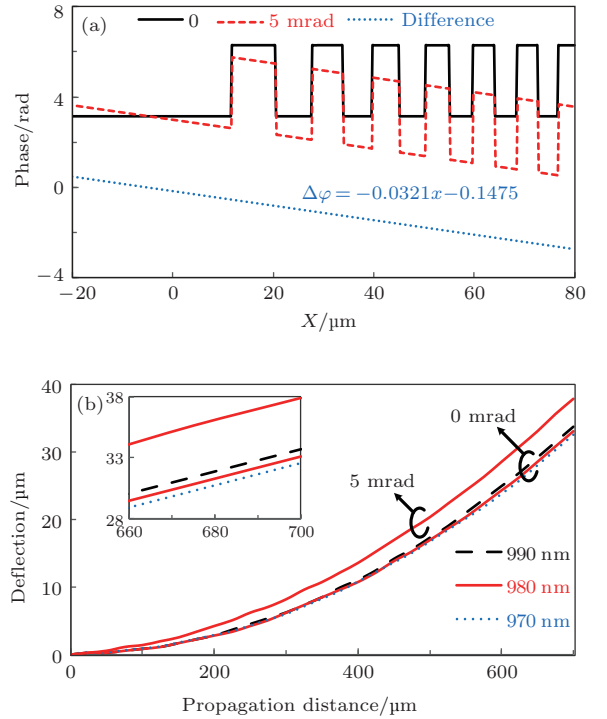 (a)
0
5 mrad
Difference
8
4
0
−4
Phase/rad
Δφ = −0.0321x−0.1475
−20
0
20
40
60
80
X/µm
(b)
40
30
20
10
0
Deflection/µm
38
33
28
660
680
700
0 mrad
5 mrad
990 nm
980 nm
970 nm
0
200
400
600
Propagation distance/µm